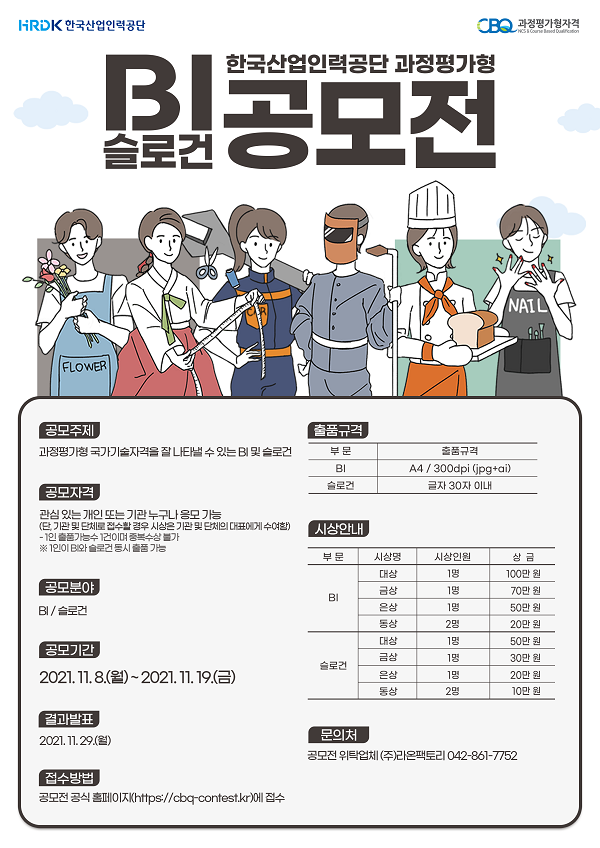 HRDK 한국산업인력공단
CBQ 과정평가형자격
NCS & Course Based Qualification
한국산업인력공단 과정평가형
BI
슬로건
공모전
FLOWER
NAIL
공모주제
과정평가형 국가기술자격을 잘 나타낼 수 있는 BI 및 슬로건
공모자격
관심 있는 개인 또는 기관 누구나 응모 가능
(단, 기관 및 단체로 접수할 경우 시상은 기관 및 단체의 대표에게 수여함)
- 1인 출품가능수 1건이며 중복수상 불가
※ 1인이 BI와 슬로건 동시 출품 가능
공모분야
BI / 슬로건
공모기간
2021. 11. 8.(월) ~ 2021. 11. 19.(금)
결과발표
2021. 11. 29.(월)
접수방법
공모전 공식 홈페이지(https://cbq-contest.kr)에 접수
출품규격
부 문 출품규격
BI A4 / 300dpi (jpg+ai)
슬로건 글자 30자 이내
시상안내
부 문 시상명 시상인원 상 금
BI
대상 1명 100만 원
금상 1명 70만 원
은상 1명 50만 원
동상 2명 20만 원
슬로건
대상 1명 50만 원
금상 1명 30만 원
은상 1명 20만 원
동상 2명 10만 원
문의처
공모전 위탁업체 (주)라온팩토리 042-861-7752